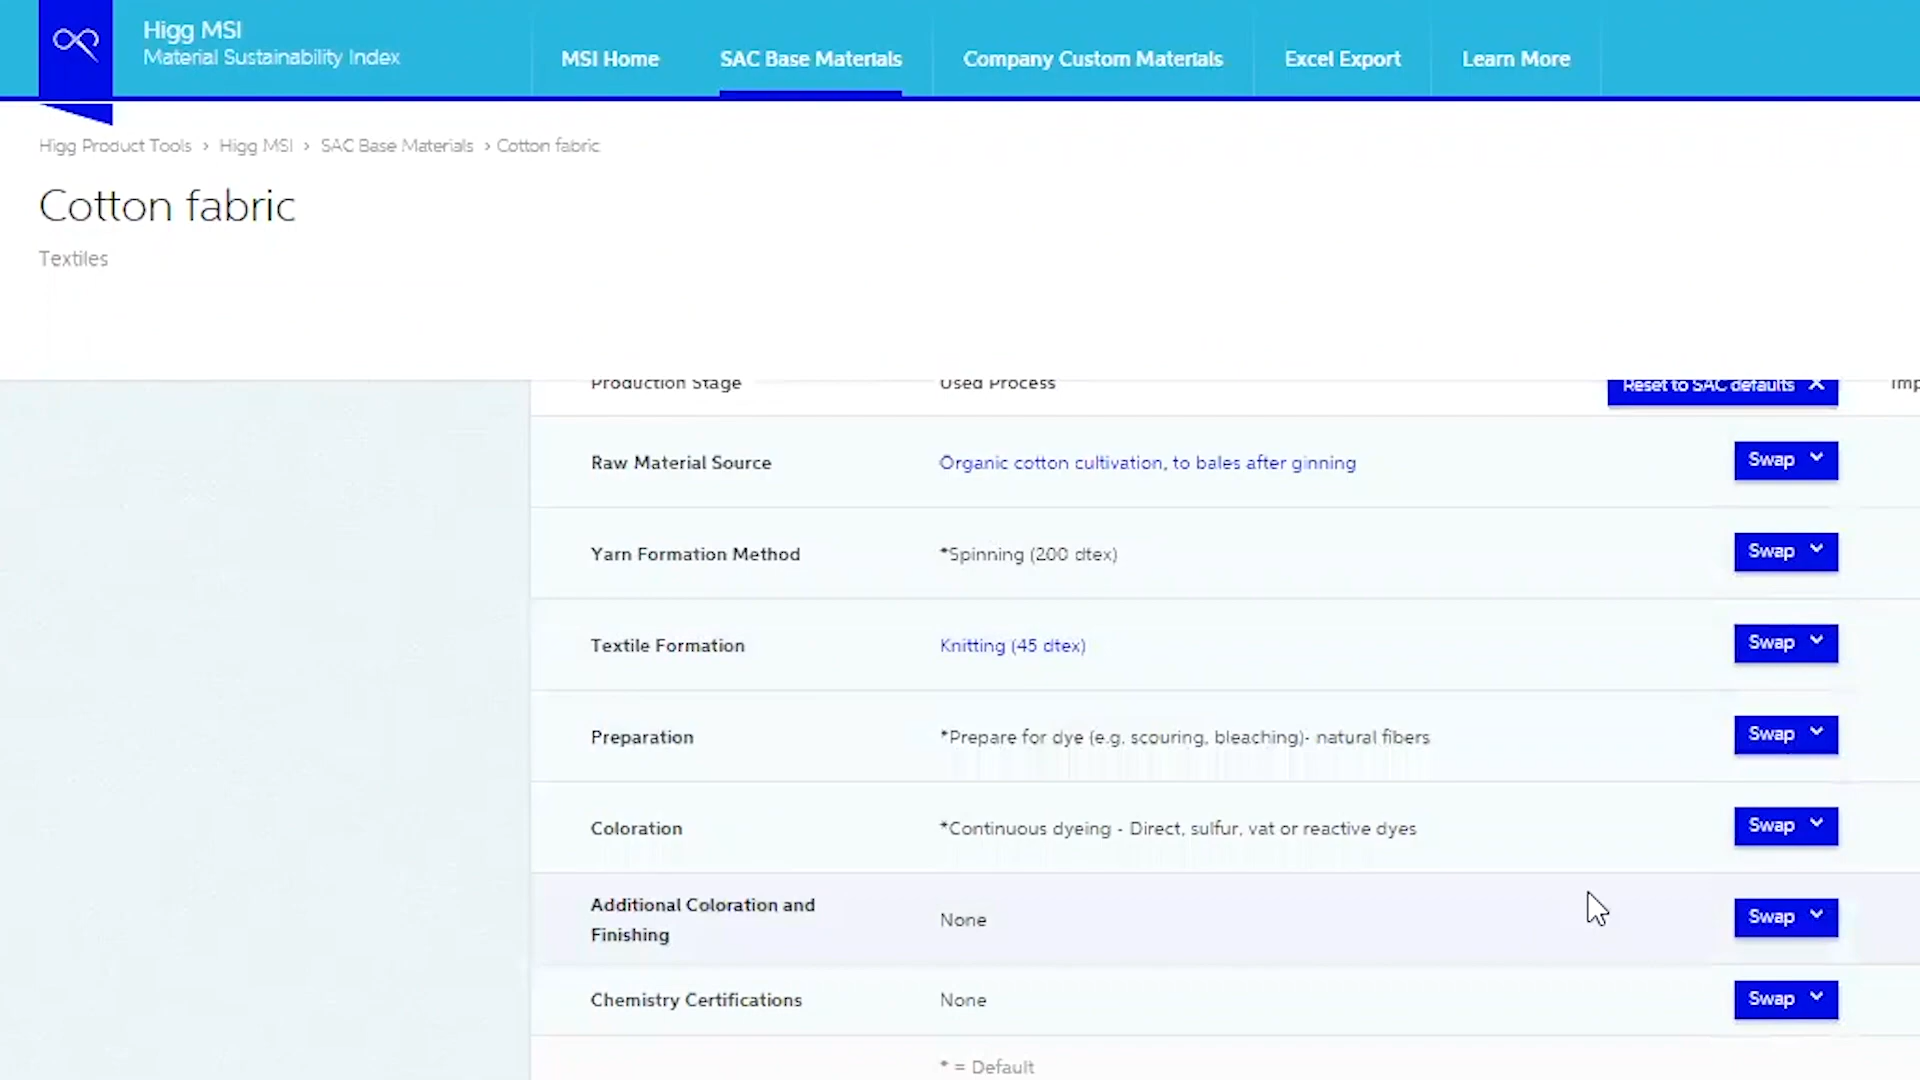 Higg MSI
Material Sustainability Index
MSI Home
SAC Base Materials
Company Custom Materials
Excel Export
Learn More
Higg Product Tools › Higg MSI › SAC Base Materials › Cotton fabric
Cotton fabric
Textiles
Production Stage
Used Process
Reset to SAC defaults
Raw Material Source
Organic cotton cultivation, to bales after ginning
Swap
Yarn Formation Method
*Spinning (200 dtex)
Swap
Textile Formation
Knitting (45 dtex)
Swap
Preparation
*Prepare for dye (e.g. scouring, bleaching)- natural fibers
Swap
Coloration
*Continuous dyeing - Direct, sulfur, vat or reactive dyes
Swap
Additional Coloration and
Finishing
None
Swap
Chemistry Certifications
None
Swap
* = Default